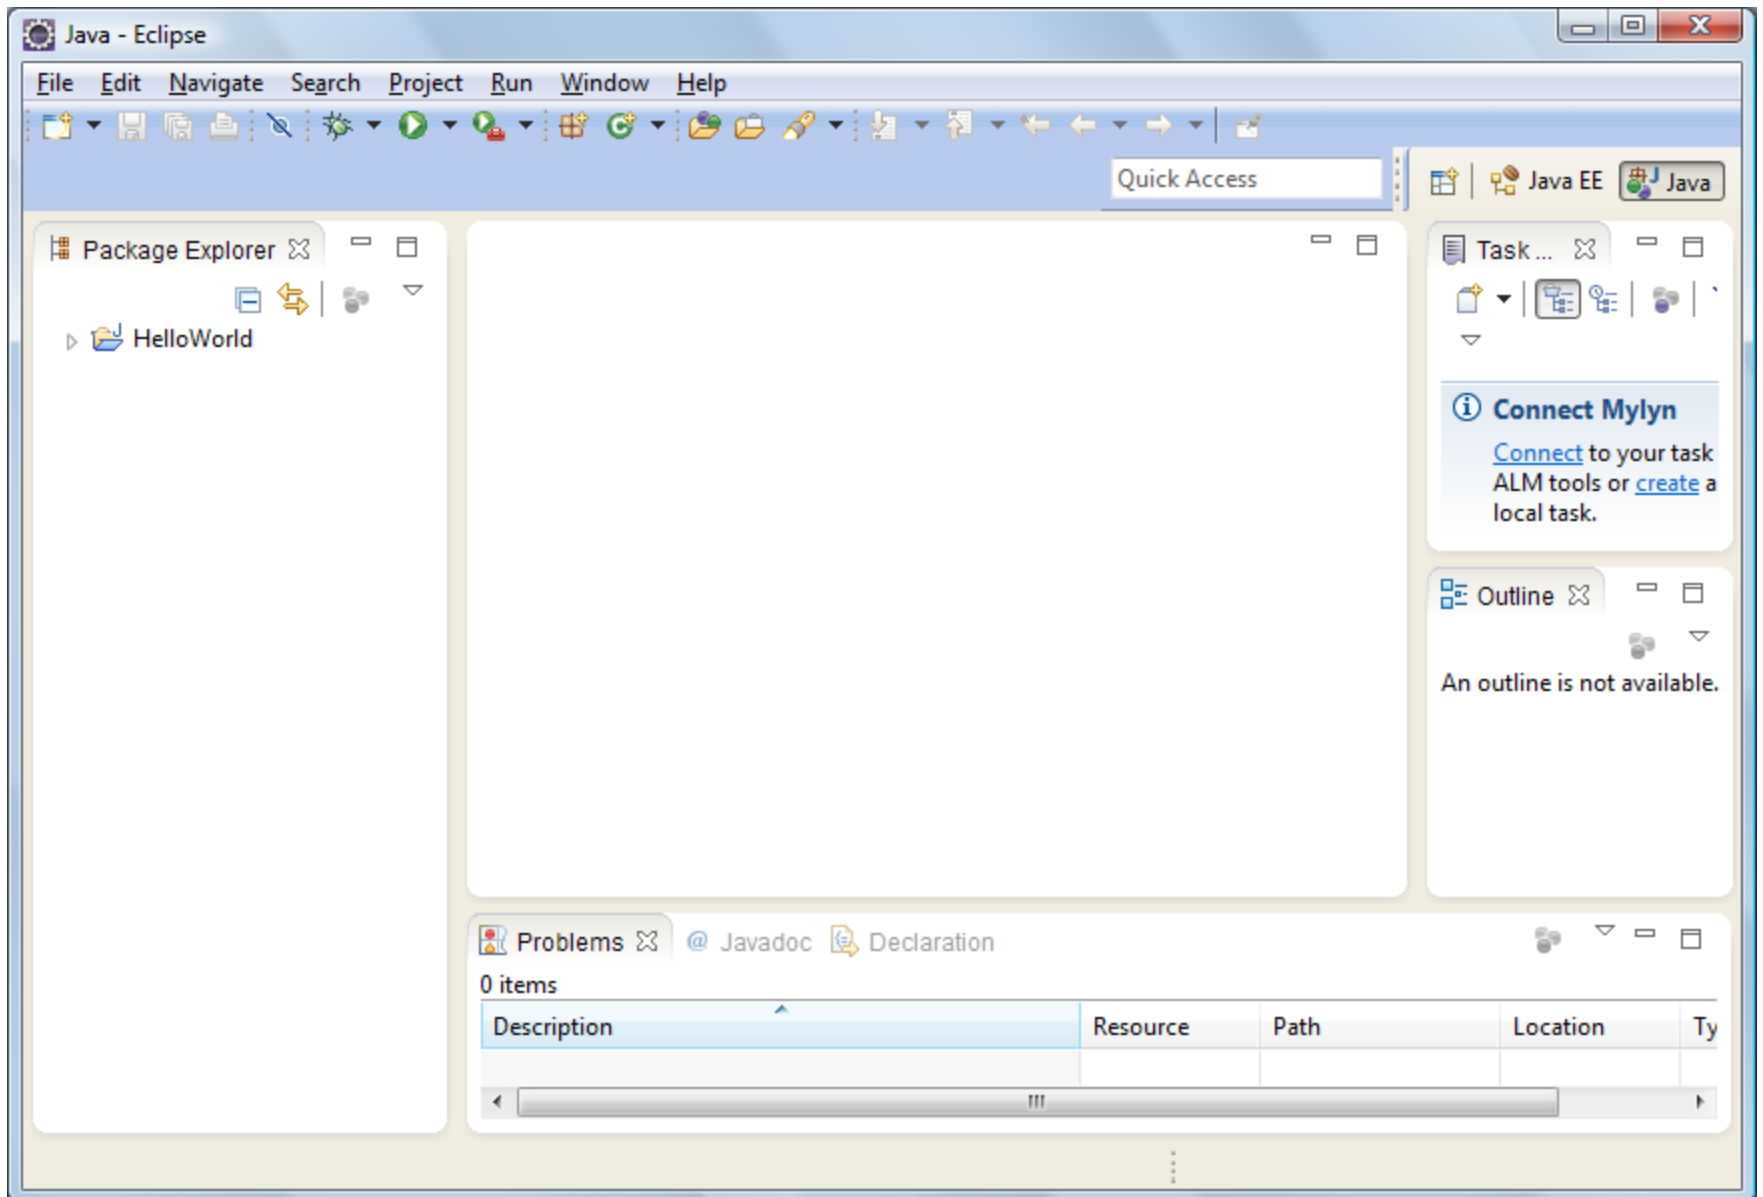 Java - Eclipse
File Edit Navigate Search Project Run Window Help
Quick Access
Java EE
Java
Package Explorer
HelloWorld
Task ...
Connect Mylyn
Connect to your task
ALM tools or create a
local task.
Outline
An outline is not available.
Problems @ Javadoc Declaration
0 items
Description Resource Path Location Ty